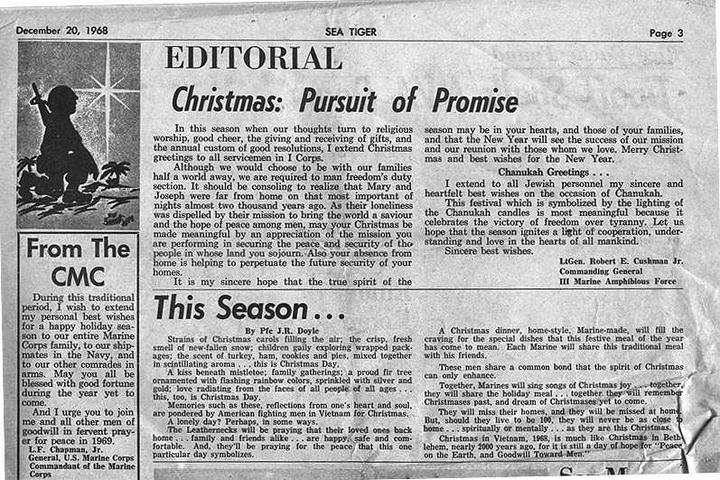 December 20, 1968
SEA TIGER
Page 3
EDITORIAL
Christmas: Pursuit of Promise
In this season when our thoughts turn to religious
worship, good cheer, the giving and receiving of gifts, and
the annual custom of good resolutions, I extend Christmas
greetings to all servicemen in I Corps.
Although we would choose to be with our families
half a world away, we are required to man freedom's duty
section. It should be consoling to realize that Mary and
Joseph were far from home on that most important of
nights almost two thousand years ago. As their loneliness
was dispelled by their mission to bring the world a saviour
and the hope of peace among men, may your Christmas be
made meaningful by an appreciation of the mission you
are performing in securing the peace and security of the
people in whose land you sojourn. Also your absence from
home is helping to perpetuate the future security of your
homes.
It is my sincere hope that the true spirit of the
season may be in your hearts, and those of your families,
and that the New Year will see the success of our mission
and our reunion with those whom we love. Merry Christ-
mas and best wishes for the New Year.
Chanukah Greetings . . .
I extend to all Jewish personnel my sincere and
heartfelt best wishes on the occasion of Chanukah.
This festival which is symbolized by the lighting of
the Chanukah candles is most meaningful because it
celebrates the victory of freedom over tyranny. Let us
hope that the season ignites a light of cooperation, under-
standing and love in the hearts of all mankind.
Sincere best wishes.
LtGen. Robert E. Cushman Jr.
Commanding General
III Marine Amphibious Force
From The
CMC
During this traditional
period, I wish to extend
my personal best wishes
for a happy holiday sea-
son to our entire Marine
Corps family, to our ship-
mates in the Navy, and
to our other comrades in
arms. May you all be
blessed with good fortune
during the year yet to
come.
And I urge you to join
me and all other men of
goodwill in fervent pray-
er for peace in 1969.
L.F. Chapman, Jr.
General, U.S. Marine Corps
Commandant of the Marine
Corps
This Season . . .
By Pfc J.R. Doyle
Strains of Christmas carols filling the air; the crisp, fresh
smell of new-fallen snow; children gaily exploring wrapped pack-
ages; the scent of turkey, ham, cookies and pies, mixed together
in scintillating aroma . . . this is Christmas Day.
A kiss beneath mistletoe; family gatherings; a proud fir tree
ornamented with flashing rainbow colors, sprinkled with silver and
gold; love radiating from the faces of all people of all ages . . .
this, too, is Christmas Day.
Memories such as these, reflections from one's heart and soul,
are pondered by American fighting men in Vietnam for Christmas.
A lonely day? Perhaps, in some ways.
The Leathernecks will be praying that their loved ones back
home . . . family and friends alike . . . are happy, safe and com-
fortable. And, they'll be praying for the peace that this one
particular day symbolizes.
A Christmas dinner, home-style, Marine-made, will fill the
craving for the special dishes that this festive meal of the year
has come to mean. Each Marine will share this traditional meal
with his friends.
These men share a common bond that the spirit of Christmas
can only enhance.
Together, Marines will sing songs of Christmas joy . . . together,
they will share the holiday meal . . . together they will remember
Christmases past, and dream of Christmases yet to come.
They will miss their homes, and they will be missed at home.
But, should they live to be 100, they will never be as close to
home . . . spiritually or mentally . . . as they are this Christmas.
Christmas in Vietnam, 1968, is much like Christmas in Beth-
lehem, nearly 2000 years ago, for it is still a day of hope for "Peace
on the Earth, and Goodwill Toward Men."